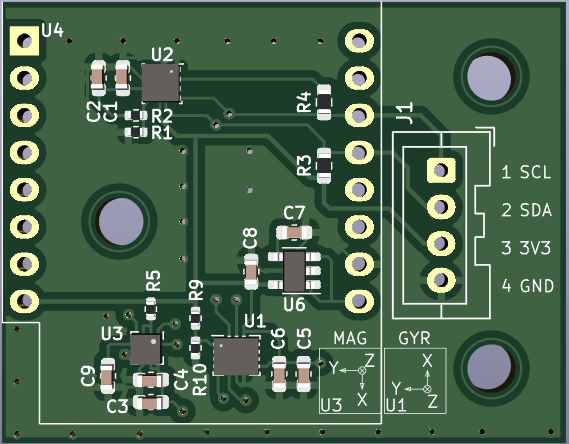 U4
U2
C2
C1
R2
R1
R4
R3
J1
1 SCL
2 SDA
3 3V3
4 GND
C7
C8
U6
R5
R9
U3
U1
R10
C9
C4
C3
C6
C5
MAG
GYR
Y
Z
X
U3
X
Y
Z
U1